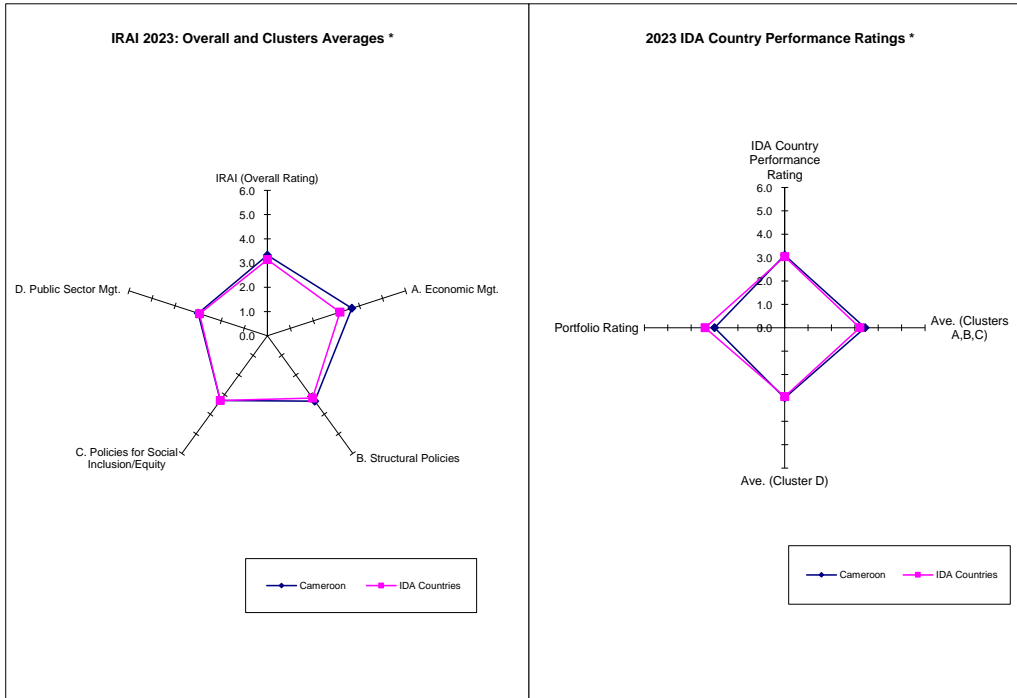 IRAI 2023: Overall and Clusters Averages *
IRAI (Overall Rating)
6.0
5.0
4.0
3.0
2.0
1.0
0.0
D. Public Sector Mgt.
A. Economic Mgt.
C. Policies for Social
Inclusion/Equity
B. Structural Policies
Cameroon
IDA Countries
2023 IDA Country Performance Ratings *
IDA Country
Performance
Rating
6.0
5.0
4.0
3.0
2.0
1.0
0.0
Portfolio Rating
Ave. (Clusters
A,B,C)
Ave. (Cluster D)
Cameroon
IDA Countries